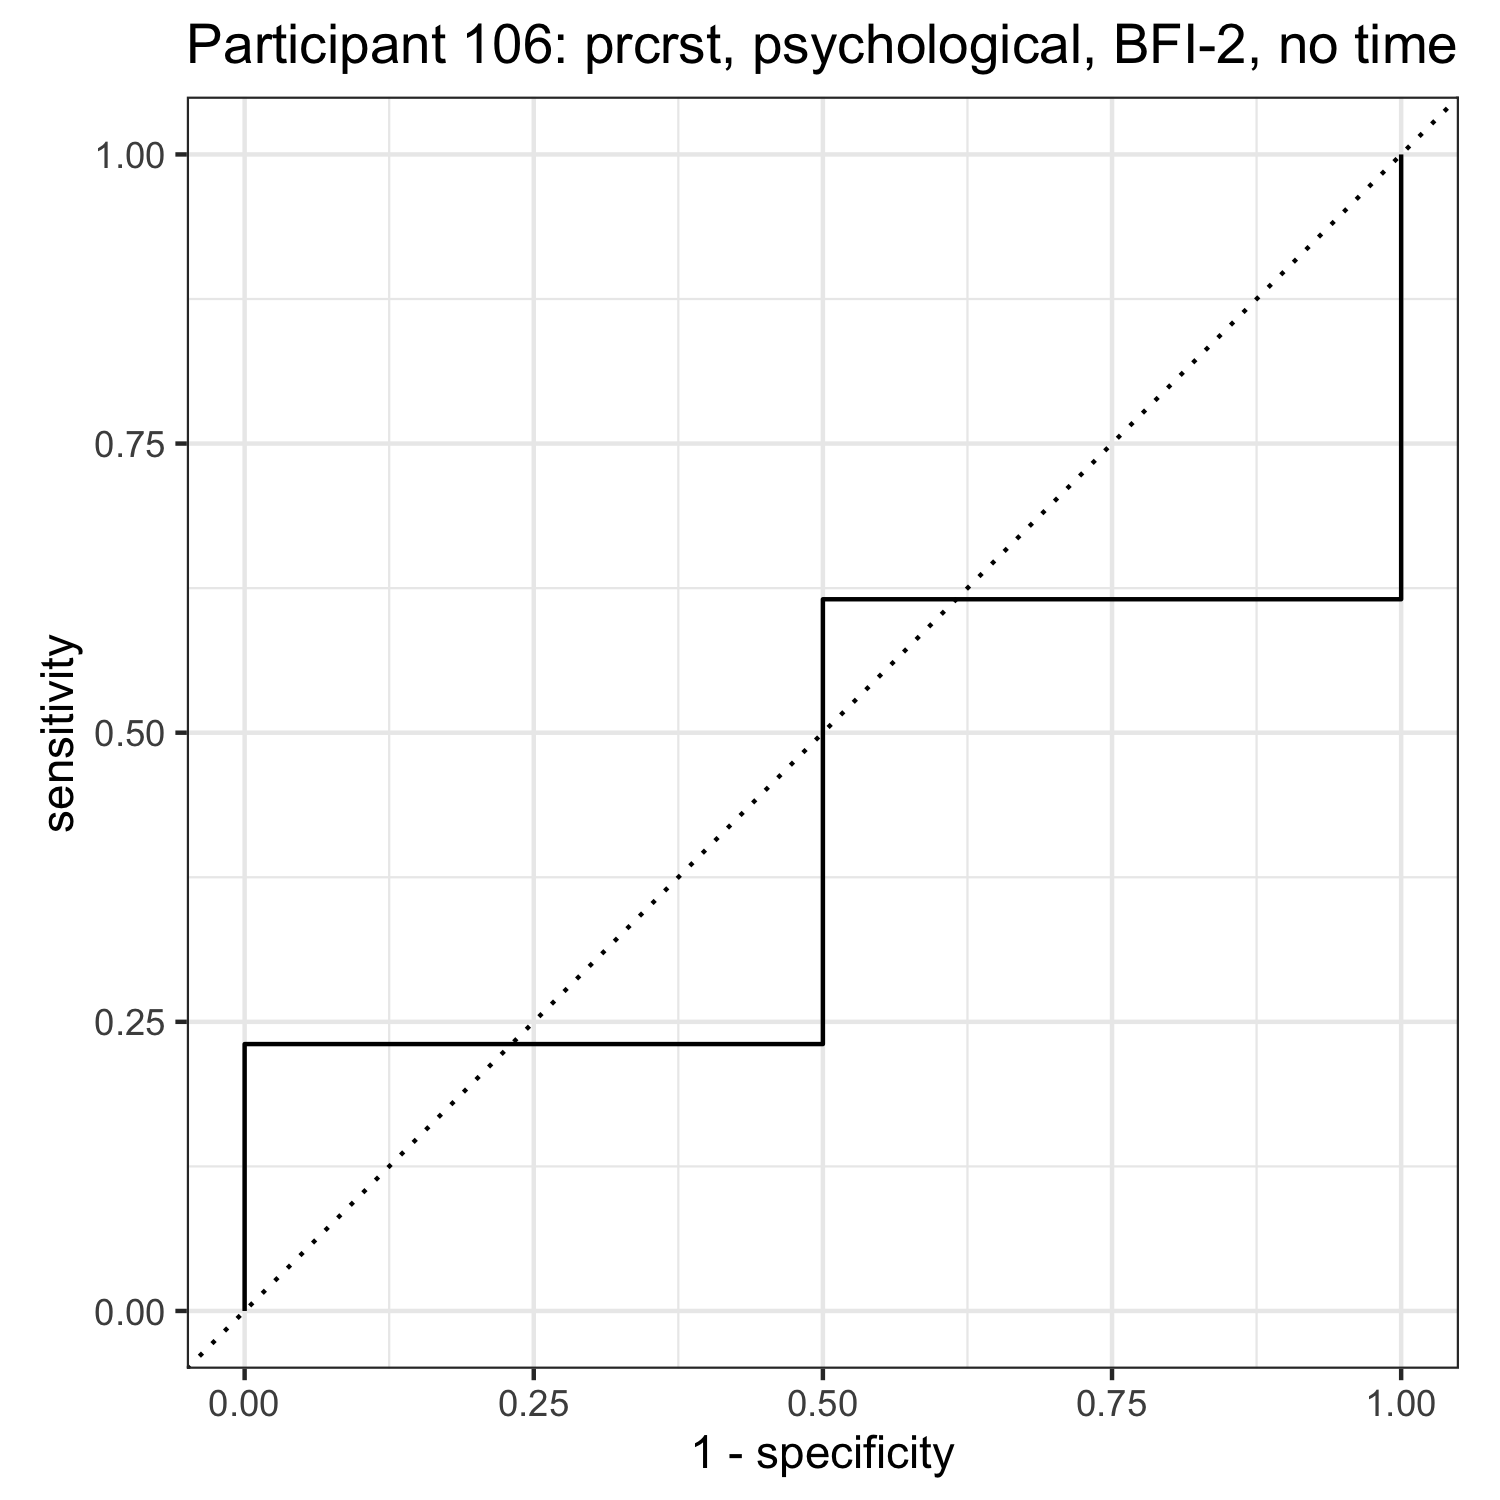 Participant 106: prcrst, psychological, BFI-2, no time
1.00
0.75
0.50
0.25
0.00
sensitivity
0.00 0.25 0.50 0.75 1.00
1 - specificity